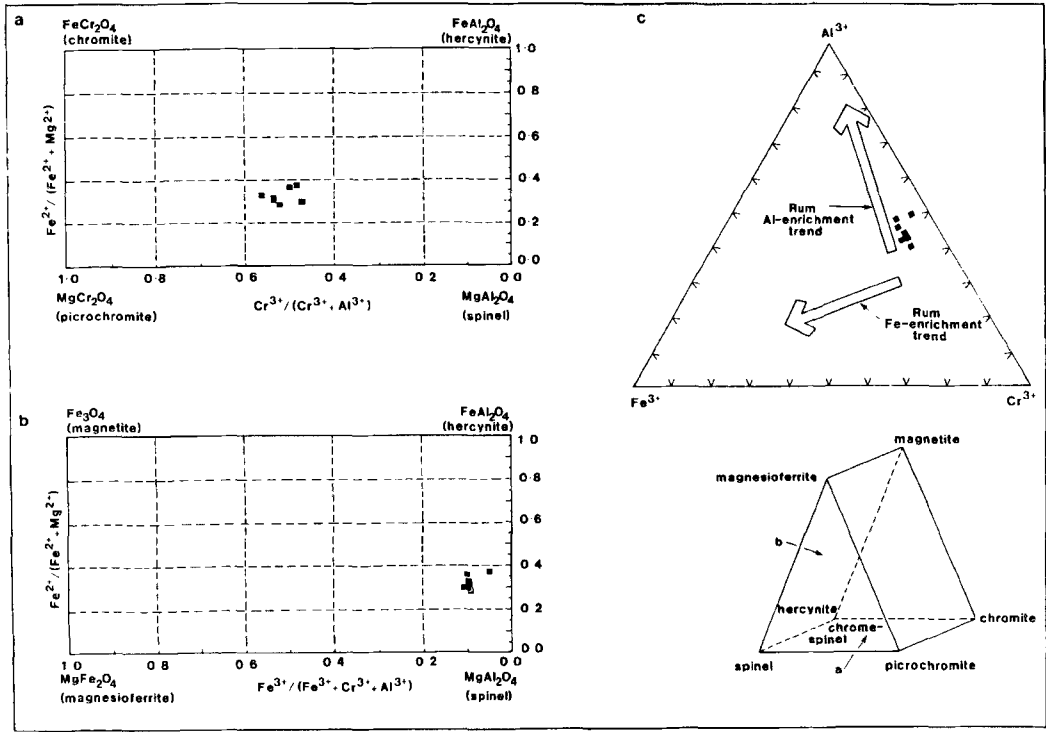 a
FeCr₂O₄
(chromite)
FeAl₂O₄
(hercynite)
1·0
0·8
0·6
0·4
0·2
0·0
Fe²⁺/(Fe²⁺ + Mg²⁺)
1·0 0·8 0·6 0·4 0·2 0·0
MgCr₂O₄
(picrochromite)
Cr³⁺/(Cr³⁺ + Al³⁺)
MgAl₂O₄
(spinel)
b
Fe₃O₄
(magnetite)
FeAl₂O₄
(hercynite)
1·0
0·8
0·6
0·4
0·2
0·0
Fe²⁺/(Fe²⁺ + Mg²⁺)
1·0 0·8 0·6 0·4 0·2 0·0
MgFe₂O₄
(magnesioferrite)
Fe³⁺/(Fe³⁺ + Cr³⁺ + Al³⁺)
MgAl₂O₄
(spinel)
c
Al³⁺
Rum
Al-enrichment
trend
Rum
Fe-enrichment
trend
Fe³⁺
Cr³⁺
magnetite
magnesioferrite
b
hercynite
chrome-
spinel
chromite
spinel
a
picrochromite